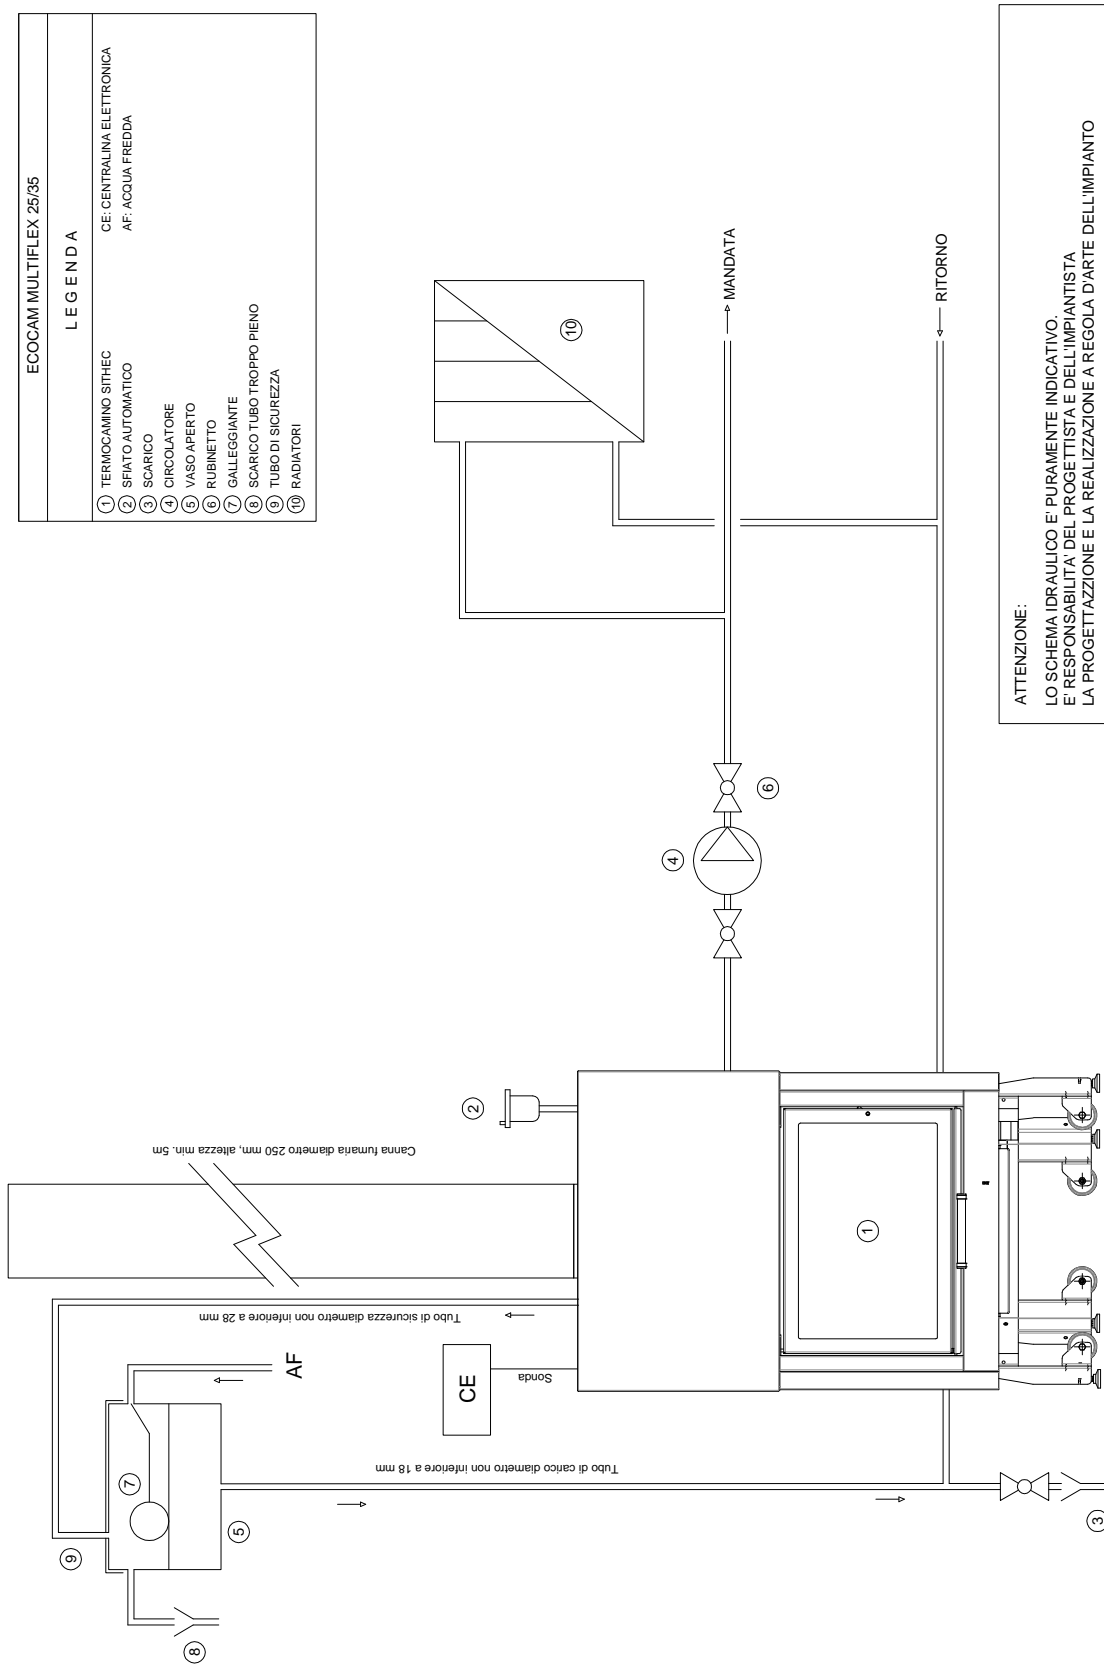 ECOCAM MULTIFLEX 25/35
L E G E N D A
1 TERMOCAMINO SITHEC
2 SFIATO AUTOMATICO
3 SCARICO
4 CIRCOLATORE
5 VASO APERTO
6 RUBINETTO
7 GALLEGGIANTE
8 SCARICO TUBO TROPPO PIENO
9 TUBO DI SICUREZZA
10 RADIATORI
CE: CENTRALINA ELETTRONICA
AF: ACQUA FREDDA
9
8
7
5
AF
Tubo di sicurezza diametro non inferiore a 28 mm
Canna fumaria diametro 250 mm, altezza min. 5m
CE
Sonda
Tubo di carico diametro non inferiore a 18 mm
2
1
3
4
6
10
MANDATA
RITORNO
ATTENZIONE:
LO SCHEMA IDRAULICO E' PURAMENTE INDICATIVO.
E' RESPONSABILITA' DEL PROGETTISTA E DELL'IMPIANTISTA
LA PROGETTAZZIONE E LA REALIZZAZIONE A REGOLA D'ARTE DELL'IMPIANTO